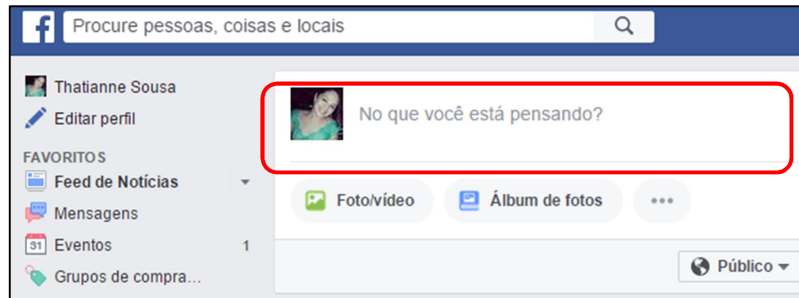 f Procure pessoas, coisas e locais
Thatianne Sousa
Editar perfil
FAVORITOS
Feed de Notícias
Mensagens
31 Eventos 1
Grupos de compra...
No que você está pensando?
Foto/vídeo Álbum de fotos
Público